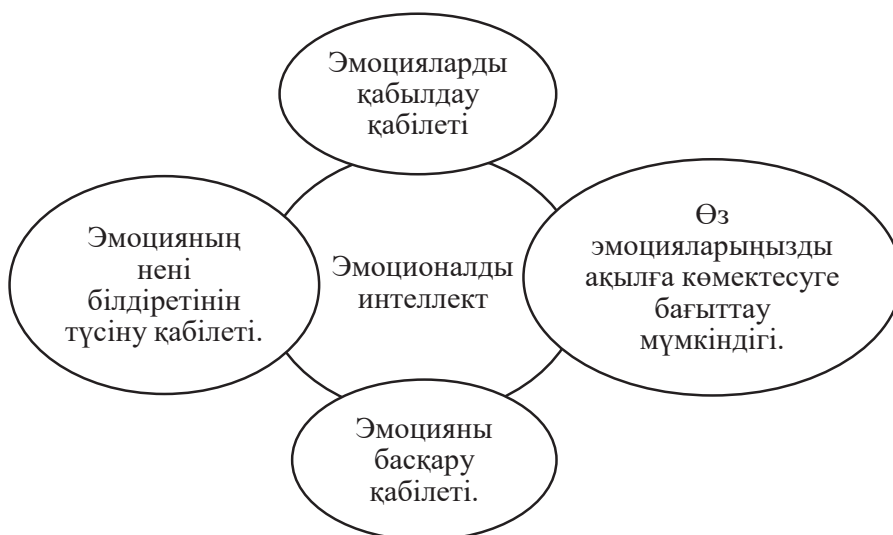 Эмоцияларды
қабылдау
қабілеті
Эмоцияның
нені
білдіретінін
түсіну қабілеті.
Эмоционалды
интеллект
Өз
эмоцияларыңызды
ақылға көмектесуге
бағыттау
мүмкіндігі.
Эмоцияны
басқару
қабілеті.